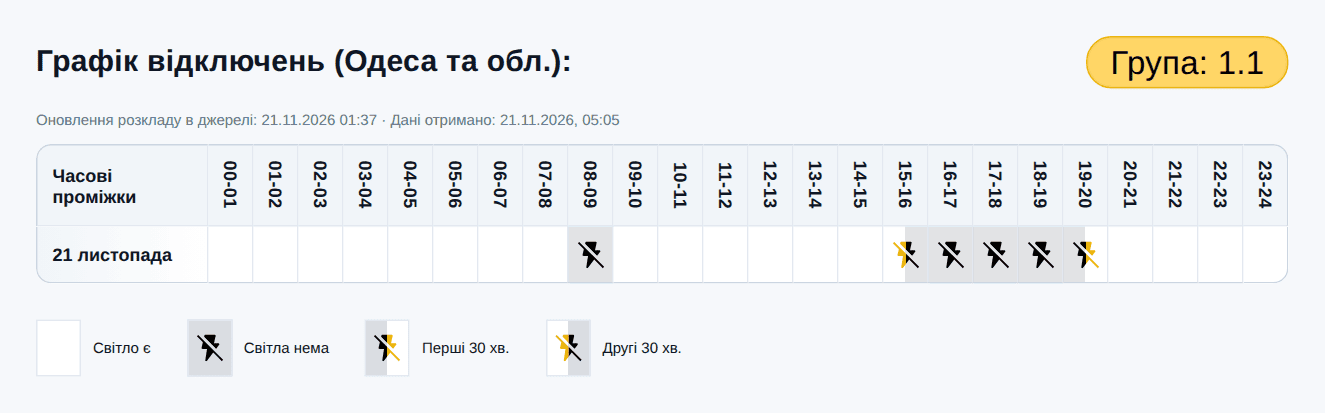 Графік відключень (Одеса та обл.):
Група: 1.1
Оновлення розкладу в джерелі: 21.11.2026 01:37 · Дані отримано: 21.11.2026, 05:05
Часові
проміжки
00-01
01-02
02-03
03-04
04-05
05-06
06-07
07-08
08-09
09-10
10-11
11-12
12-13
13-14
14-15
15-16
16-17
17-18
18-19
19-20
20-21
21-22
22-23
23-24
21 листопада
Світло є
Світла нема
Перші 30 хв.
Другі 30 хв.